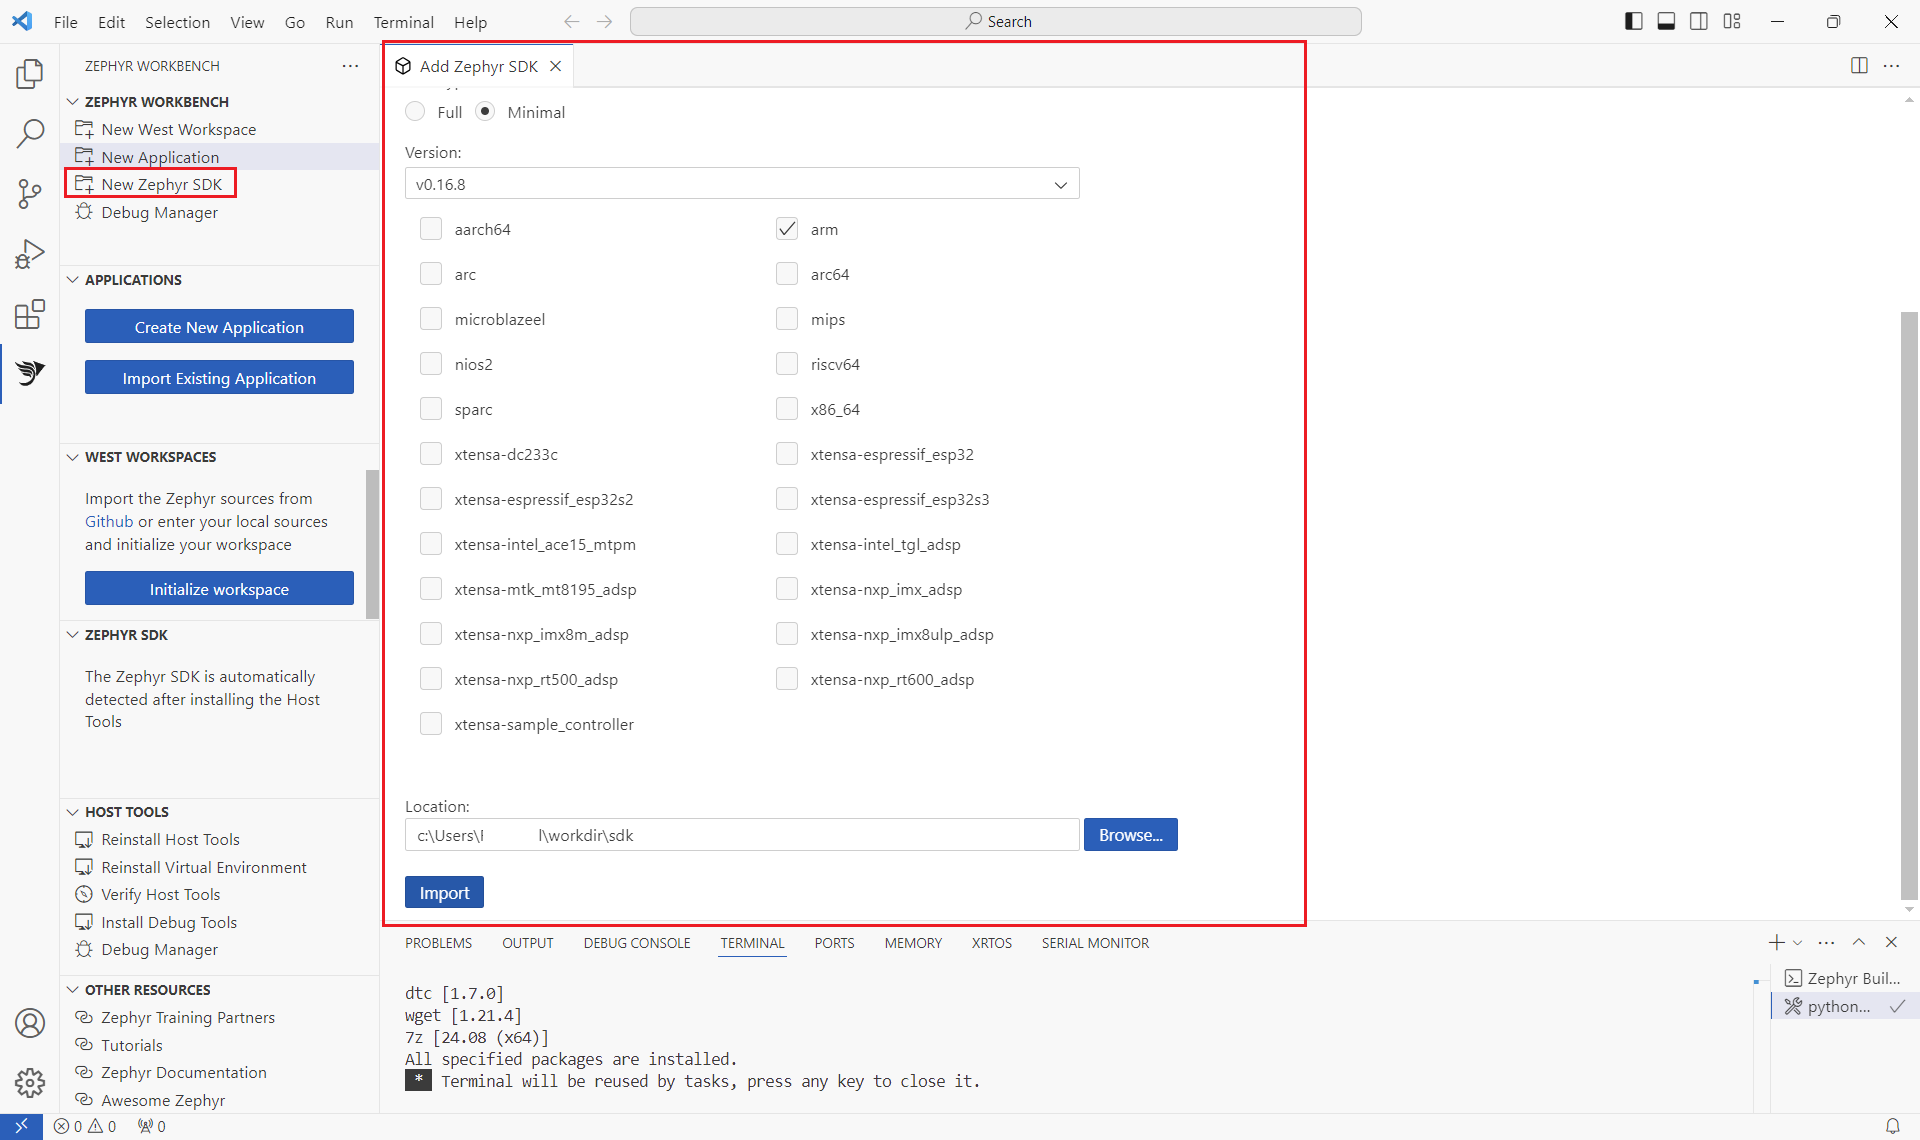 File Edit Selection View Go Run Terminal Help
Search
ZEPHYR WORKBENCH
ZEPHYR WORKBENCH
New West Workspace
New Application
New Zephyr SDK
Debug Manager
APPLICATIONS
Create New Application
Import Existing Application
WEST WORKSPACES
Import the Zephyr sources from
Github or enter your local sources
and initialize your workspace
Initialize workspace
ZEPHYR SDK
The Zephyr SDK is automatically
detected after installing the Host
Tools
HOST TOOLS
Reinstall Host Tools
Reinstall Virtual Environment
Verify Host Tools
Install Debug Tools
Debug Manager
OTHER RESOURCES
Zephyr Training Partners
Tutorials
Zephyr Documentation
Awesome Zephyr
Add Zephyr SDK
Full Minimal
Version:
v0.16.8
aarch64 arm
arc arc64
microblazeel mips
nios2 riscv64
sparc x86_64
xtensa-dc233c xtensa-espressif_esp32
xtensa-espressif_esp32s2 xtensa-espressif_esp32s3
xtensa-intel_ace15_mtpm xtensa-intel_tgl_adsp
xtensa-mtk_mt8195_adsp xtensa-nxp_imx_adsp
xtensa-nxp_imx8m_adsp xtensa-nxp_imx8ulp_adsp
xtensa-nxp_rt500_adsp xtensa-nxp_rt600_adsp
xtensa-sample_controller
Location:
c:\Users\ l\workdir\sdk Browse...
Import
PROBLEMS OUTPUT DEBUG CONSOLE TERMINAL PORTS MEMORY XRTOS SERIAL MONITOR
dtc [1.7.0]
wget [1.21.4]
7z [24.08 (x64)]
All specified packages are installed.
* Terminal will be reused by tasks, press any key to close it.
Zephyr Buil...
python...
0 0 0